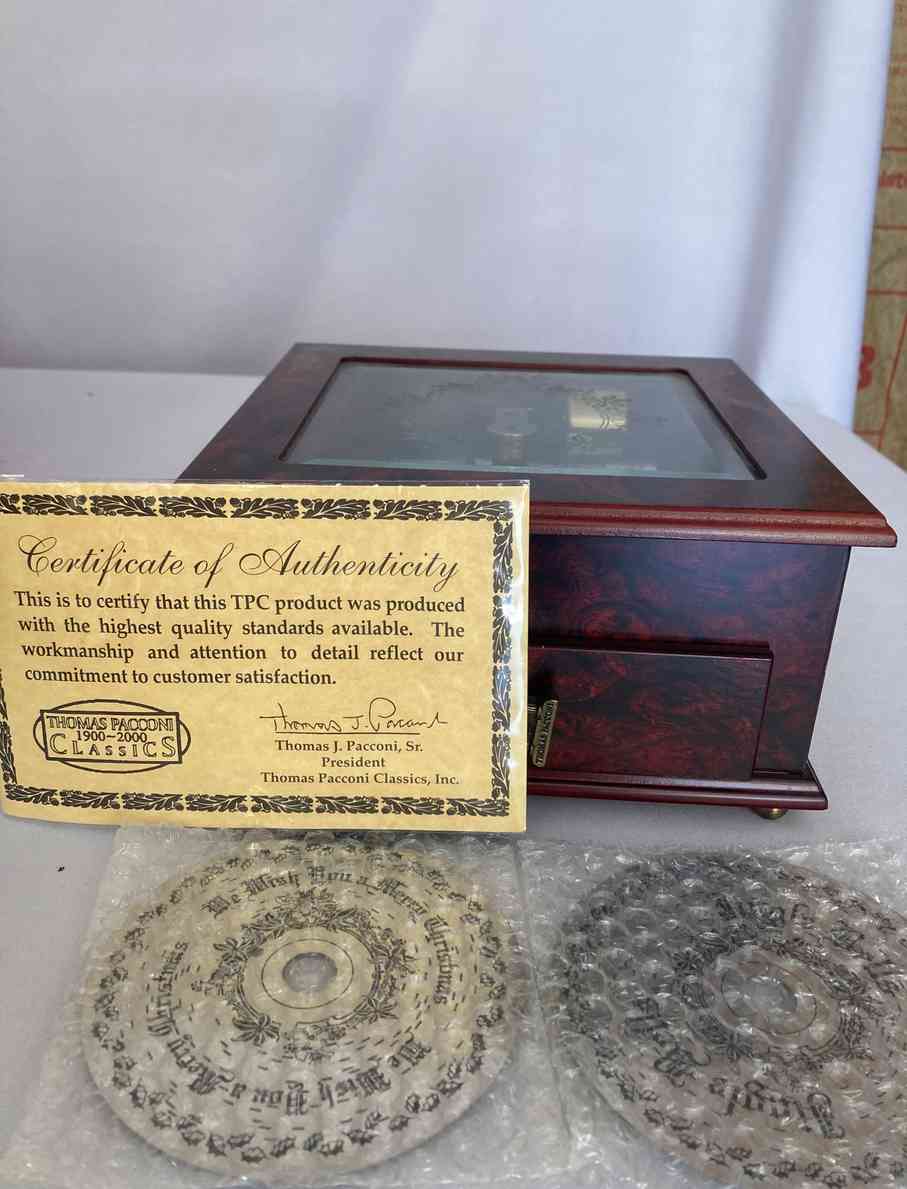 Certificate of Authenticity
This is to certify that this TPC product was produced
with the highest quality standards available. The
workmanship and attention to detail reflect our
commitment to customer satisfaction.
THOMAS PACCONI
1900~2000
CLASSICS
Thomas J. Pacconi
Thomas J. Pacconi, Sr.
President
Thomas Pacconi Classics, Inc.
We Wish You a Merry Christmas
We Wish You a Merry Christmas
Jingle